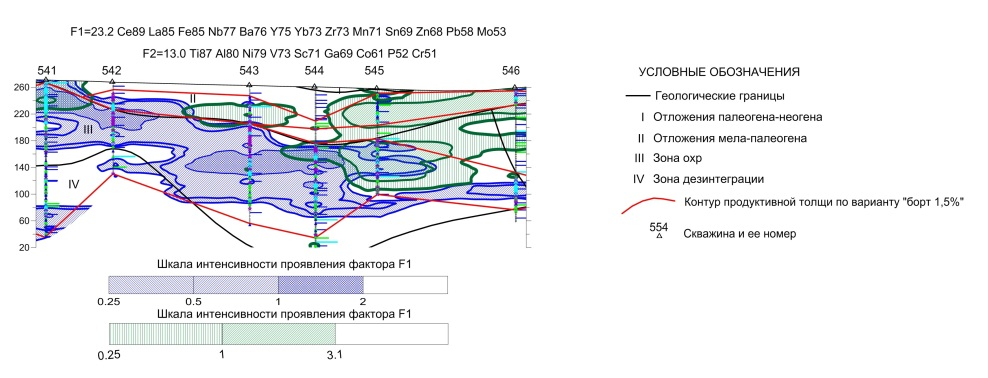 F1=23.2 Ce89 La85 Fe85 Nb77 Ba76 Y75 Yb73 Zr73 Mn71 Sn69 Zn68 Pb58 Mo53
F2=13.0 Ti87 Al80 Ni79 V73 Sc71 Ga69 Co61 P52 Cr51
541 542 543 544 545 546
260
220
180
140
100
60
20
I
II
III
IV
Шкала интенсивности проявления фактора F1
0.25 0.5 1 2
Шкала интенсивности проявления фактора F1
0.25 1 3.1
УСЛОВНЫЕ ОБОЗНАЧЕНИЯ
Геологические границы
I Отложения палеогена-неогена
II Отложения мела-палеогена
III Зона охр
IV Зона дезинтеграции
Контур продуктивной толщи по варианту "борт 1,5%"
554 Скважина и ее номер